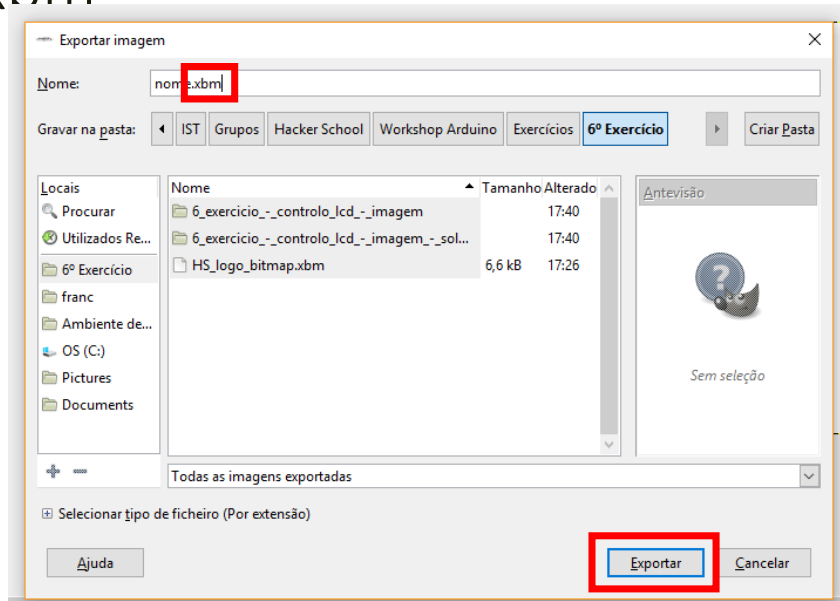 Exportar imagem
Nome: nome.xbm
Gravar na pasta: IST Grupos Hacker School Workshop Arduino Exercícios 6º Exercício Criar Pasta
Locais
Procurar
Utilizados Re...
6º Exercício
franc
Ambiente de...
OS (C:)
Pictures
Documents
Nome Tamanho Alterado
6_exercicio_-_controlo_lcd_-_imagem 17:40
6_exercicio_-_controlo_lcd_-_imagem_-_sol... 17:40
HS_logo_bitmap.xbm 6,6 kB 17:26
Antevisão
Sem seleção
Todas as imagens exportadas
Selecionar tipo de ficheiro (Por extensão)
Ajuda Exportar Cancelar